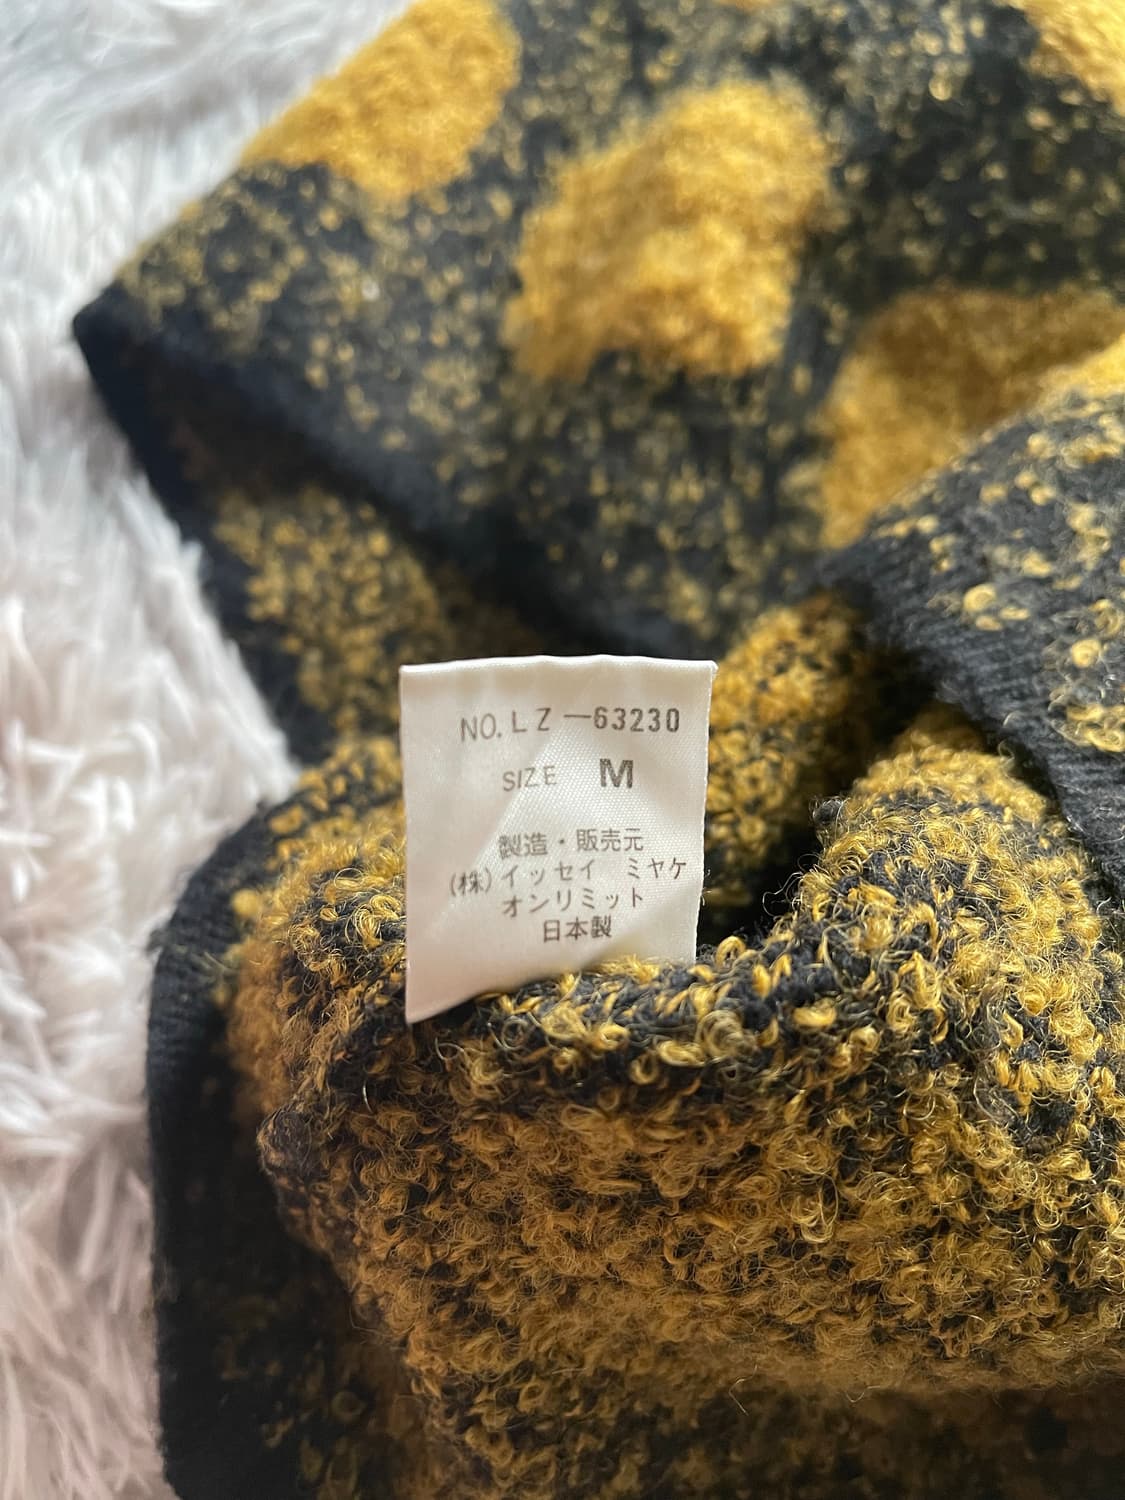 NO. LZ—63230
SIZE M
製造・販売元
(株)イッセイ ミヤケ
オンリミット
日本製